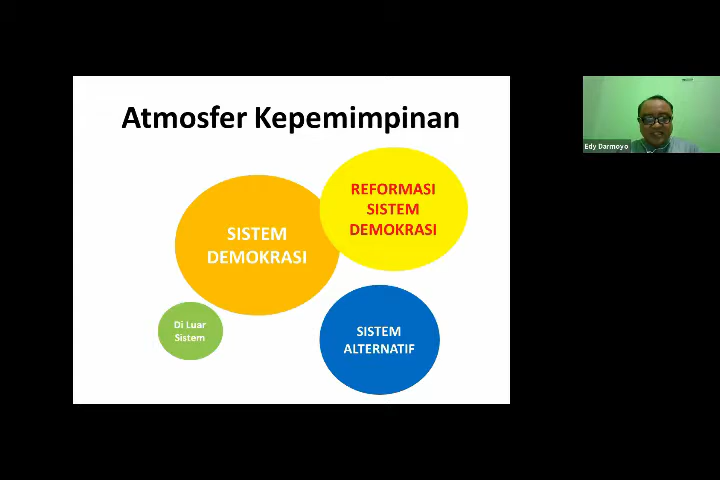 Atmosfer Kepemimpinan
REFORMASI
SISTEM
DEMOKRASI
SISTEM
DEMOKRASI
Di Luar
Sistem
SISTEM
ALTERNATIF
Edy Darmoyo